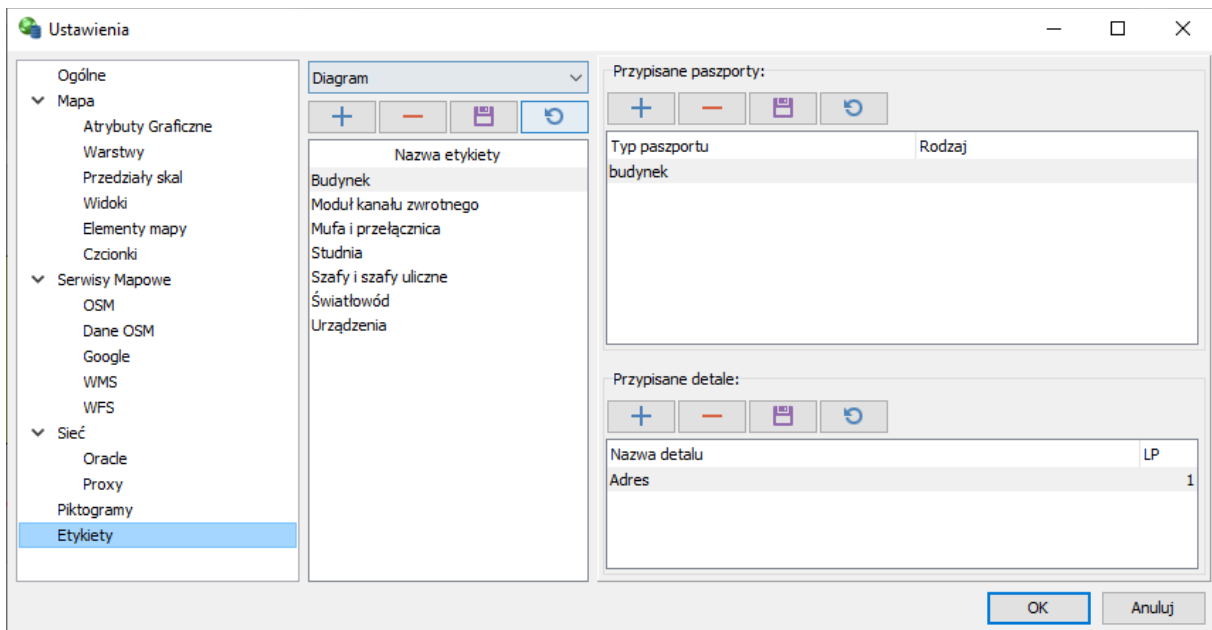 Ustawienia
Ogólne
Mapa
Atrybuty Graficzne
Warstwy
Przedziały skal
Widoki
Elementy mapy
Czcionki
Serwisy Mapowe
OSM
Dane OSM
Google
WMS
WFS
Sieć
Oracle
Proxy
Piktogramy
Etykiety
Diagram
Nazwa etykiety
Budynek
Moduł kanału zwrotnego
Mufa i przełącznica
Studnia
Szafy i szafy uliczne
Światłowód
Urządzenia
Przypisane paszporty:
Typ paszportu Rodzaj
budynek
Przypisane detale:
Nazwa detalu LP
Adres 1
OK Anuluj